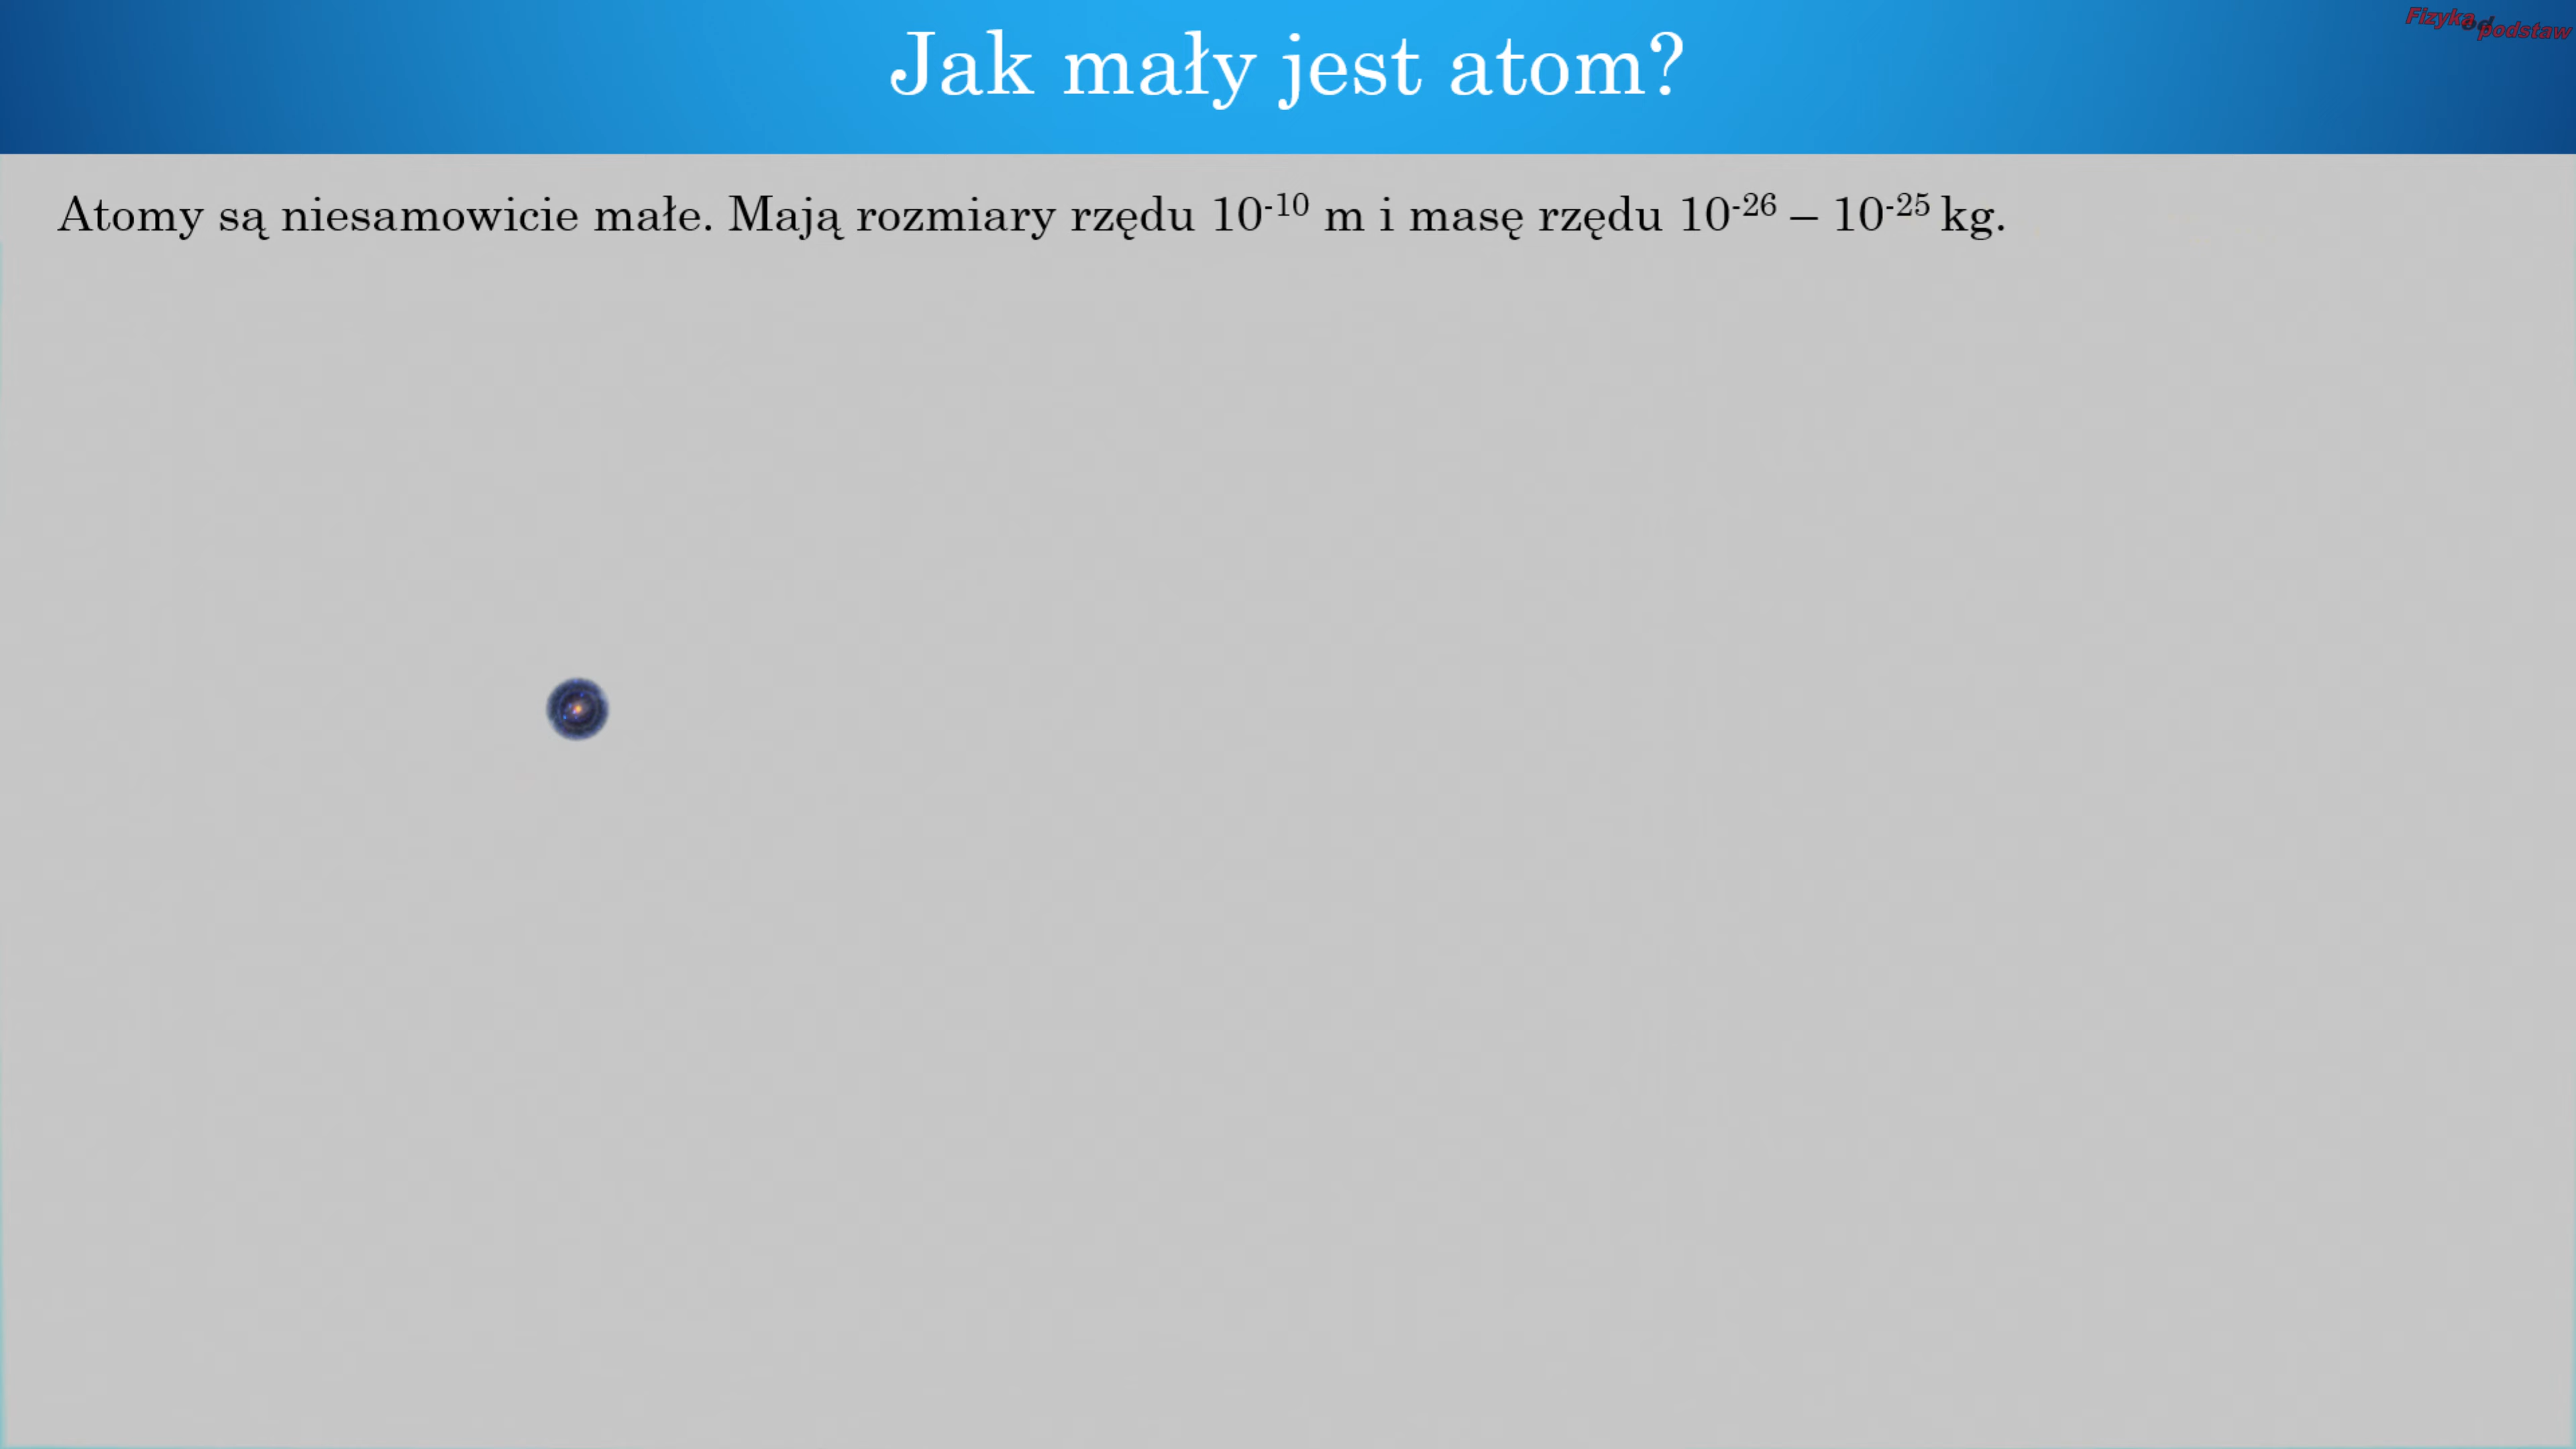 Jak mały jest atom?
Fizyka od podstaw
Atomy są niesamowicie małe. Mają rozmiary rzędu 10⁻¹⁰ m i masę rzędu 10⁻²⁶ – 10⁻²⁵ kg.